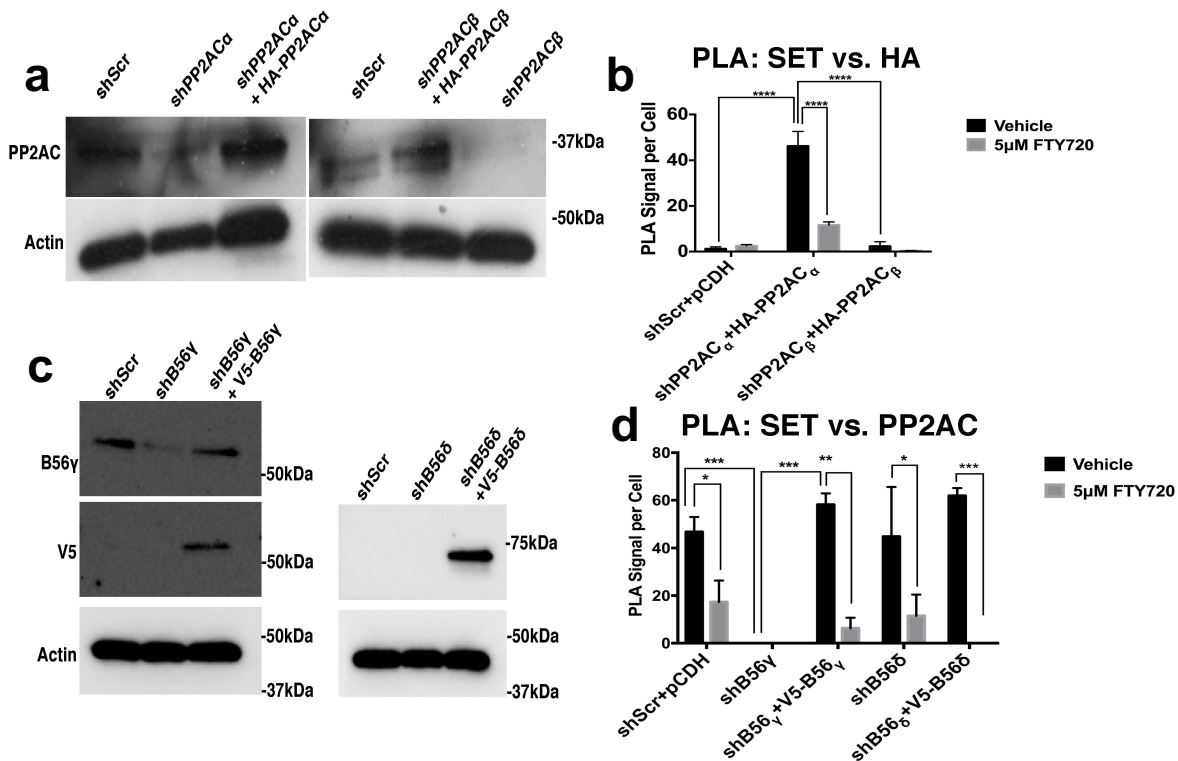 a
shScr
shPP2ACα
shPP2ACα
+ HA-PP2ACα
shScr
shPP2ACβ
+ HA-PP2ACβ
shPP2ACβ
PP2AC
-37kDa
Actin
-50kDa
b
PLA: SET vs. HA
PLA Signal per Cell
60
40
20
0
****
****
****
Vehicle
5µM FTY720
shScr+pCDH
shPP2ACα+HA-PP2ACα
shPP2ACβ+HA-PP2ACβ
c
shScr
shB56γ
shB56γ
+ V5-B56γ
B56γ
-50kDa
V5
-50kDa
Actin
-50kDa
-37kDa
shScr
shB56δ
shB56δ
+V5-B56δ
-75kDa
-50kDa
-37kDa
d
PLA: SET vs. PP2AC
PLA Signal per Cell
80
60
40
20
0
***
*
***
**
*
***
Vehicle
5µM FTY720
shScr+pCDH
shB56γ
shB56γ+V5-B56γ
shB56δ
shB56δ+V5-B56δ